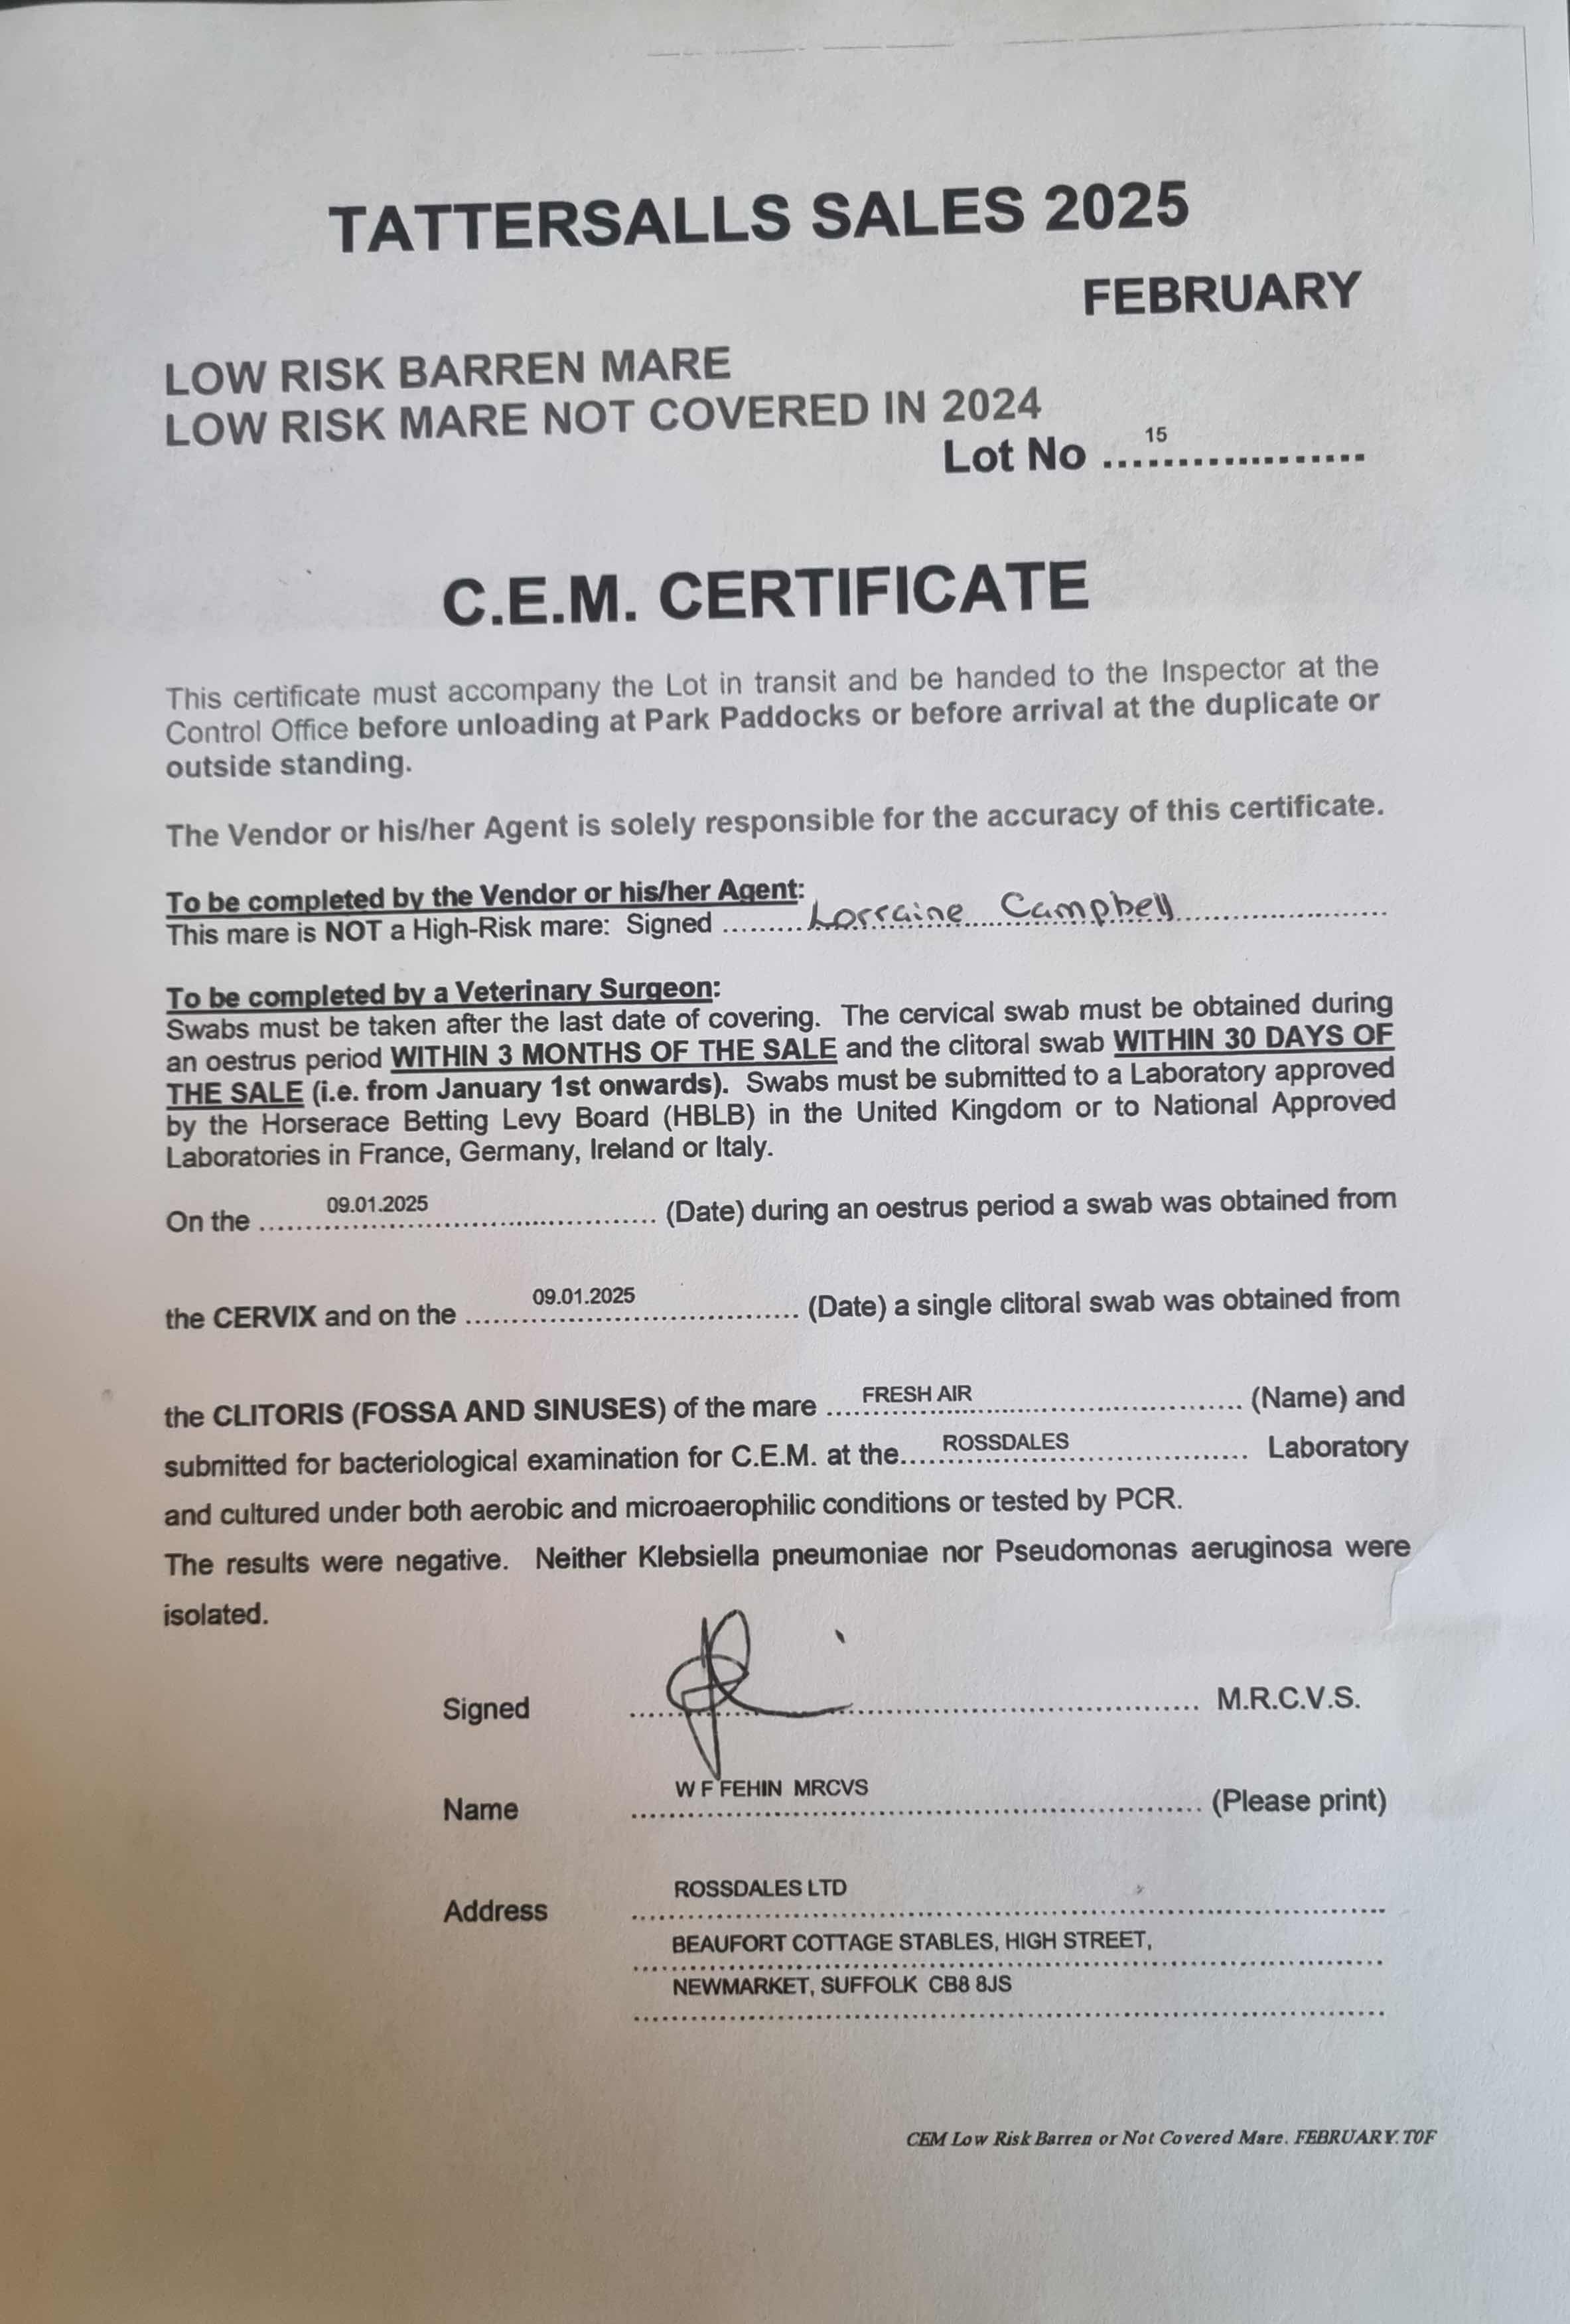 TATTERSALLS SALES 2025
FEBRUARY
LOW RISK BARREN MARE
LOW RISK MARE NOT COVERED IN 2024
Lot No 15
C.E.M. CERTIFICATE
This certificate must accompany the Lot in transit and be handed to the Inspector at the
Control Office before unloading at Park Paddocks or before arrival at the duplicate or
outside standing.
The Vendor or his/her Agent is solely responsible for the accuracy of this certificate.
To be completed by the Vendor or his/her Agent:
This mare is NOT a High-Risk mare: Signed Lorraine Campbell
To be completed by a Veterinary Surgeon:
Swabs must be taken after the last date of covering. The cervical swab must be obtained during
an oestrus period WITHIN 3 MONTHS OF THE SALE and the clitoral swab WITHIN 30 DAYS OF
THE SALE (i.e. from January 1st onwards). Swabs must be submitted to a Laboratory approved
by the Horserace Betting Levy Board (HBLB) in the United Kingdom or to National Approved
Laboratories in France, Germany, Ireland or Italy.
On the 09.01.2025 (Date) during an oestrus period a swab was obtained from
the CERVIX and on the 09.01.2025 (Date) a single clitoral swab was obtained from
the CLITORIS (FOSSA AND SINUSES) of the mare FRESH AIR (Name) and
submitted for bacteriological examination for C.E.M. at the ROSSDALES Laboratory
and cultured under both aerobic and microaerophilic conditions or tested by PCR.
The results were negative. Neither Klebsiella pneumoniae nor Pseudomonas aeruginosa were
isolated.
Signed M.R.C.V.S.
Name W F FEHIN MRCVS (Please print)
Address ROSSDALES LTD
BEAUFORT COTTAGE STABLES, HIGH STREET,
NEWMARKET, SUFFOLK CB8 8JS
CEM Low Risk Barren or Not Covered Mare. FEBRUARY. TOF